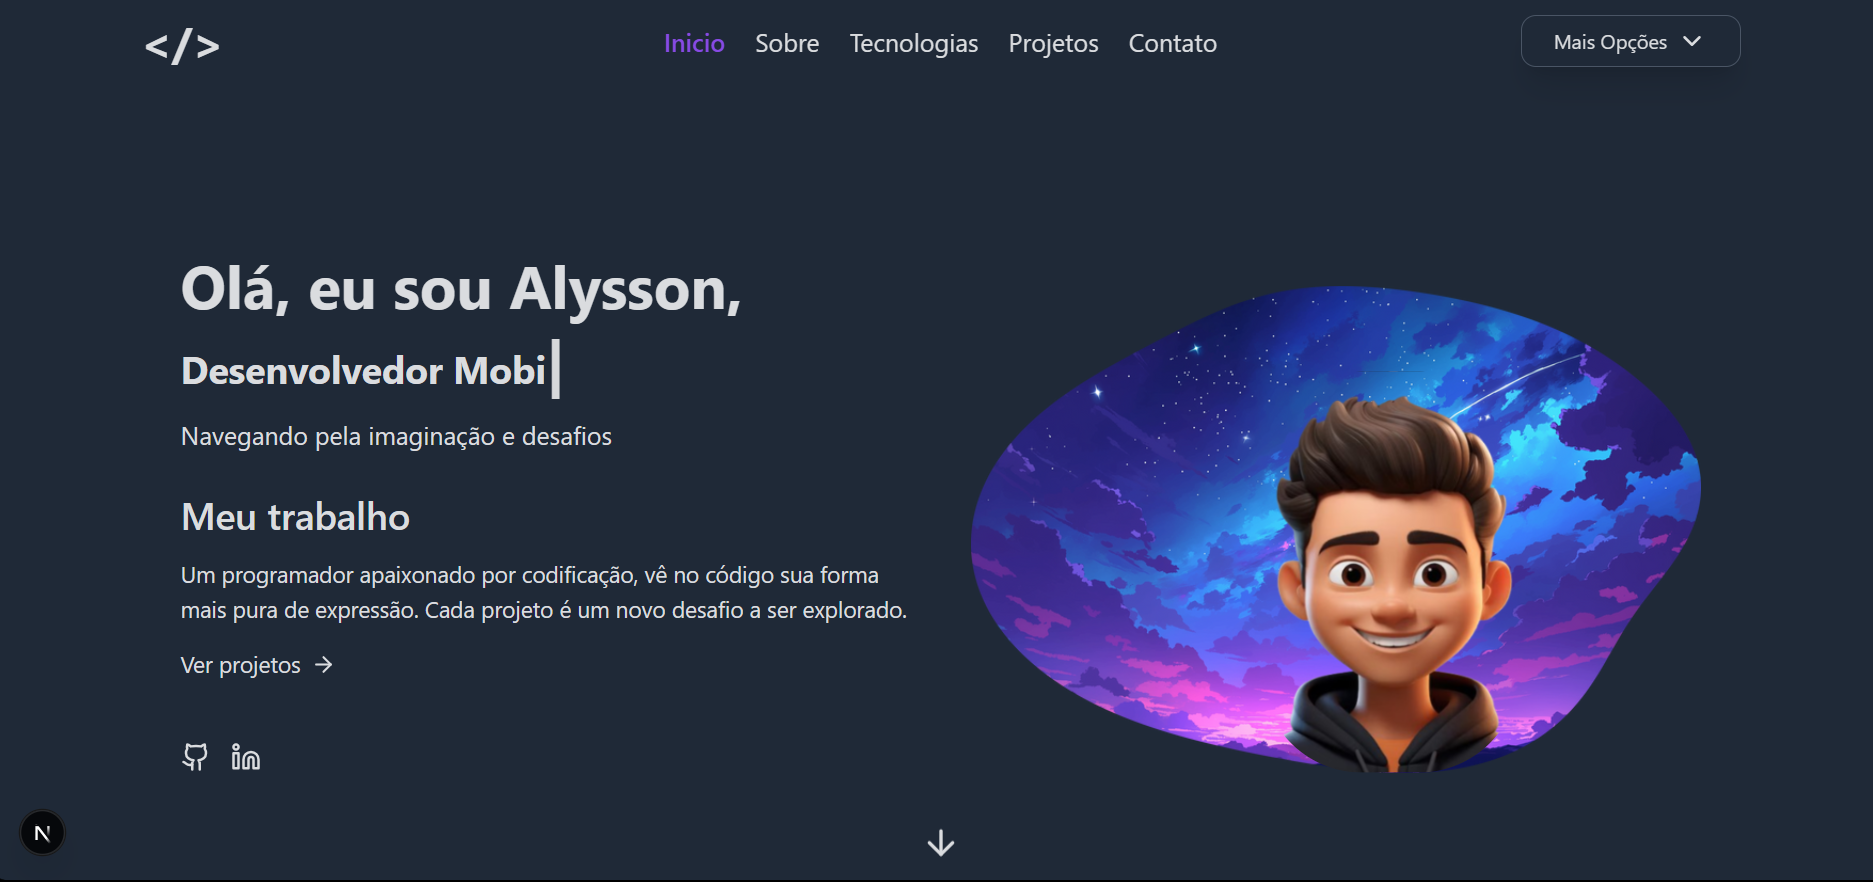 </>
Inicio
Sobre
Tecnologias
Projetos
Contato
Mais Opções
Olá, eu sou Alysson,
Desenvolvedor Mobi
Navegando pela imaginação e desafios
Meu trabalho
Um programador apaixonado por codificação, vê no código sua forma
mais pura de expressão. Cada projeto é um novo desafio a ser explorado.
Ver projetos
in
N